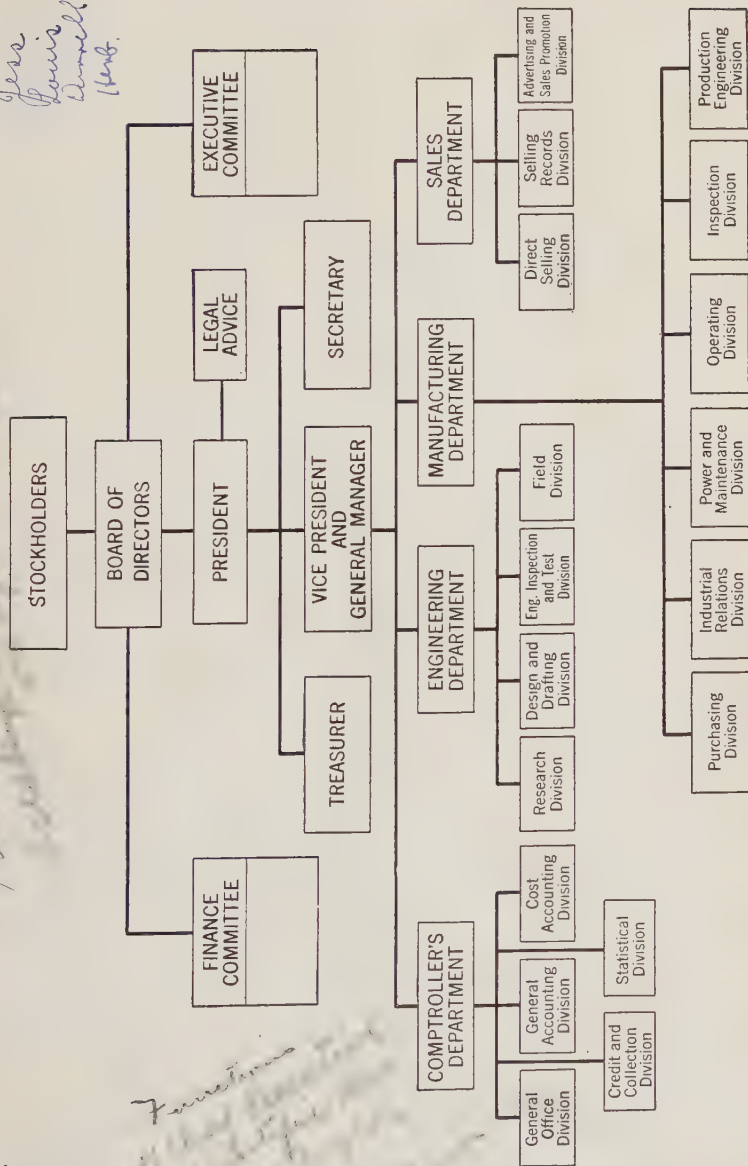 Jess
Louis
STOCKHOLDERS
BOARD OF
DIRECTORS
FINANCE
COMMITTEE
PRESIDENT
LEGAL
ADVICE
EXECUTIVE
COMMITTEE
TREASURER
VICE PRESIDENT
AND
GENERAL MANAGER
SECRETARY
COMPTROLLER'S
DEPARTMENT
ENGINEERING
DEPARTMENT
MANUFACTURING
DEPARTMENT
SALES
DEPARTMENT
General
Office
Division
General
Accounting
Division
Cost
Accounting
Division
Credit and
Collection
Division
Statistical
Division
Research
Division
Design and
Drafting
Division
Eng. Inspection
and Test
Division
Field
Division
Direct
Selling
Division
Selling
Records
Division
Advertising and
Sales Promotion
Division
Purchasing
Division
Industrial
Relations
Division
Power and
Maintenance
Division
Operating
Division
Inspection
Division
Production
Engineering
Division
Functions